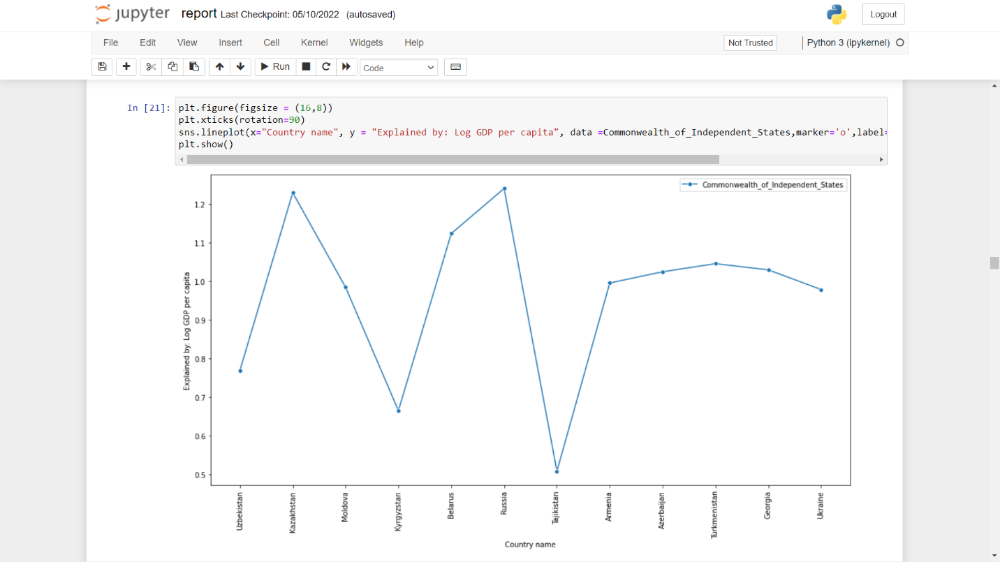 jupyter report Last Checkpoint: 05/10/2022 (autosaved) Logout
File Edit View Insert Cell Kernel Widgets Help Not Trusted Python 3 (ipykernel)
Run Code
In [21]: plt.figure(figsize = (16,8))
plt.xticks(rotation=90)
sns.lineplot(x="Country name", y = "Explained by: Log GDP per capita", data =Commonwealth_of_Independent_States,marker='o',label=
plt.show()
Commonwealth_of_Independent_States
1.2
1.1
1.0
0.9
0.8
0.7
0.6
0.5
Explained by: Log GDP per capita
Uzbekistan
Kazakhstan
Moldova
Kyrgyzstan
Belarus
Russia
Tajikistan
Armenia
Azerbaijan
Turkmenistan
Georgia
Ukraine
Country name